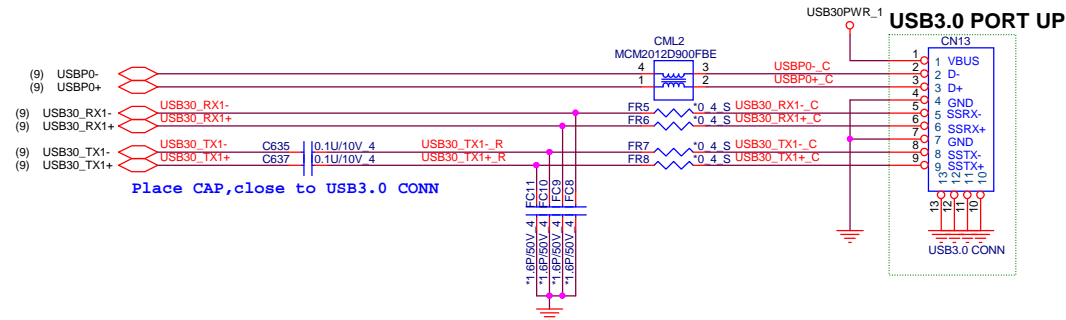 USB30PWR_1
USB3.0 PORT UP
CML2
MCM2012D900FBE
CN13
(9) USBP0- 4 3 USBP0-_C 2
(9) USBP0+ 1 2 USBP0+_C 3
1 1 VBUS
2 D-
3 D+
4 4 GND
(9) USB30_RX1- USB30_RX1- FR5 *0_4_S USB30_RX1-_C 5 5 SSRX-
(9) USB30_RX1+ USB30_RX1+ FR6 *0_4_S USB30_RX1+_C 6 6 SSRX+
7 7 GND
(9) USB30_TX1- USB30_TX1- C635 0.1U/10V_4 USB30_TX1-_R FR7 *0_4_S USB30_TX1-_C 8 8 SSTX-
(9) USB30_TX1+ USB30_TX1+ C637 0.1U/10V_4 USB30_TX1+_R FR8 *0_4_S USB30_TX1+_C 9 9 SSTX+
Place CAP,close to USB3.0 CONN
*1.6P/50V_4 FC11
*1.6P/50V_4 FC10
*1.6P/50V_4 FC9
*1.6P/50V_4 FC8
13 12 11 10
13 12 11 10
USB3.0 CONN